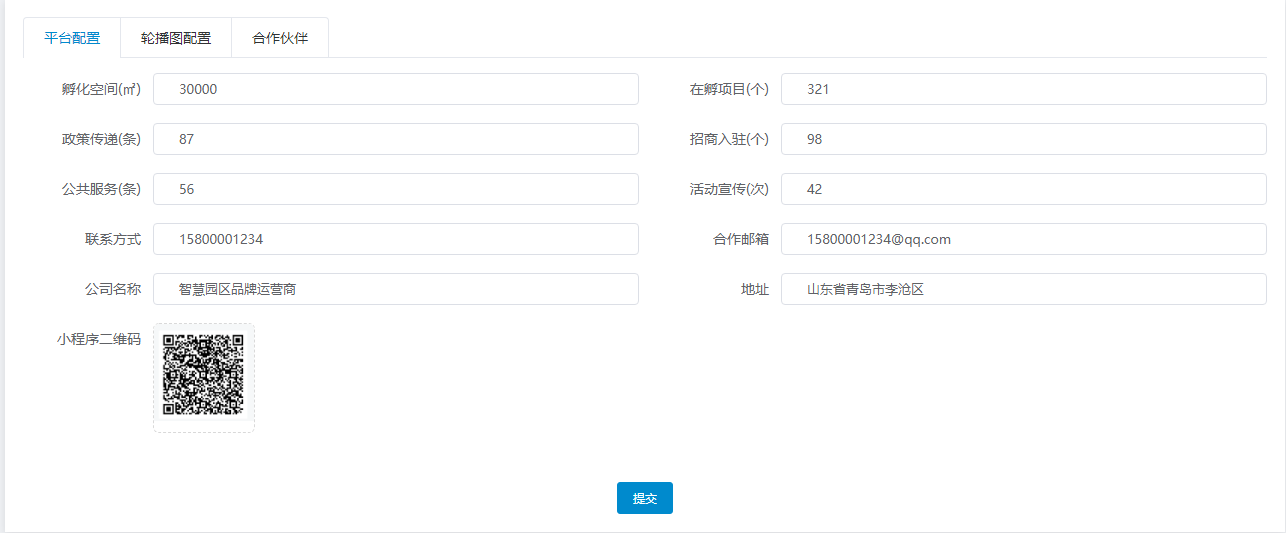 平台配置 轮播图配置 合作伙伴
孵化空间(㎡) 30000 在孵项目(个) 321
政策传递(条) 87 招商入驻(个) 98
公共服务(条) 56 活动宣传(次) 42
联系方式 15800001234 合作邮箱 15800001234@qq.com
公司名称 智慧园区品牌运营商 地址 山东省青岛市李沧区
小程序二维码
提交